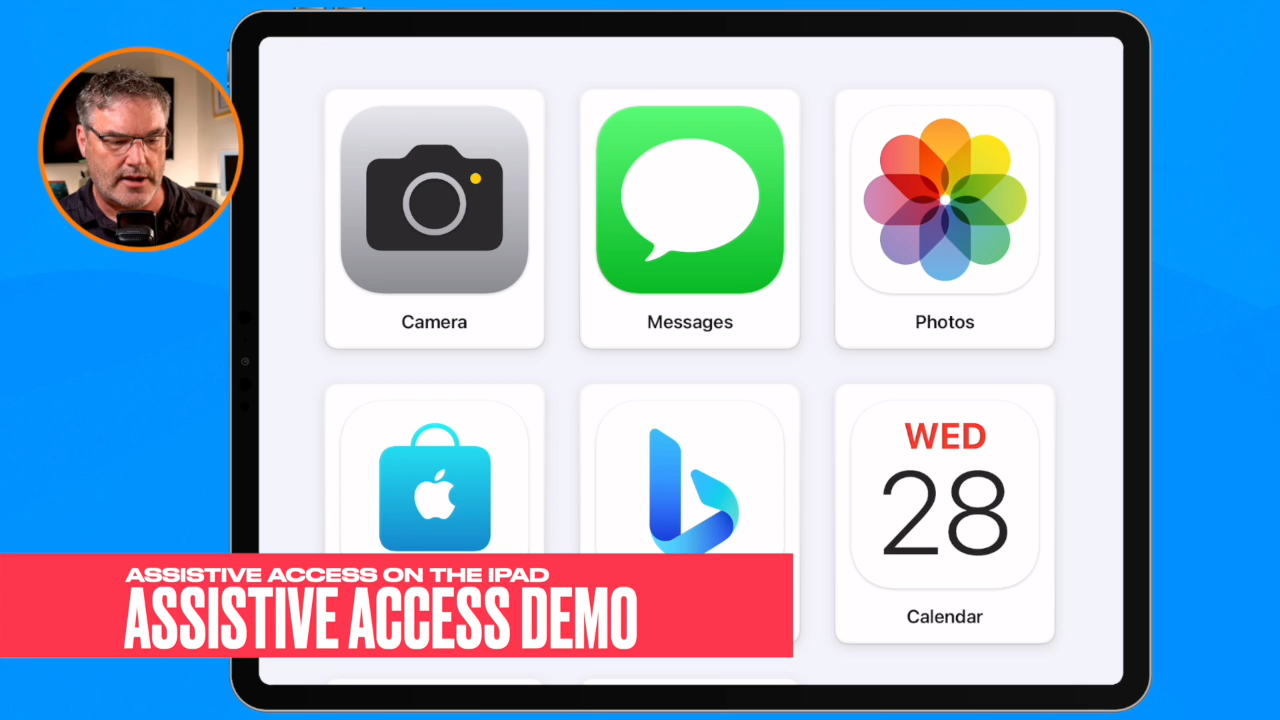 Camera
Messages
Photos
WED
28
Calendar
ASSISTIVE ACCESS ON THE IPAD
ASSISTIVE ACCESS DEMO